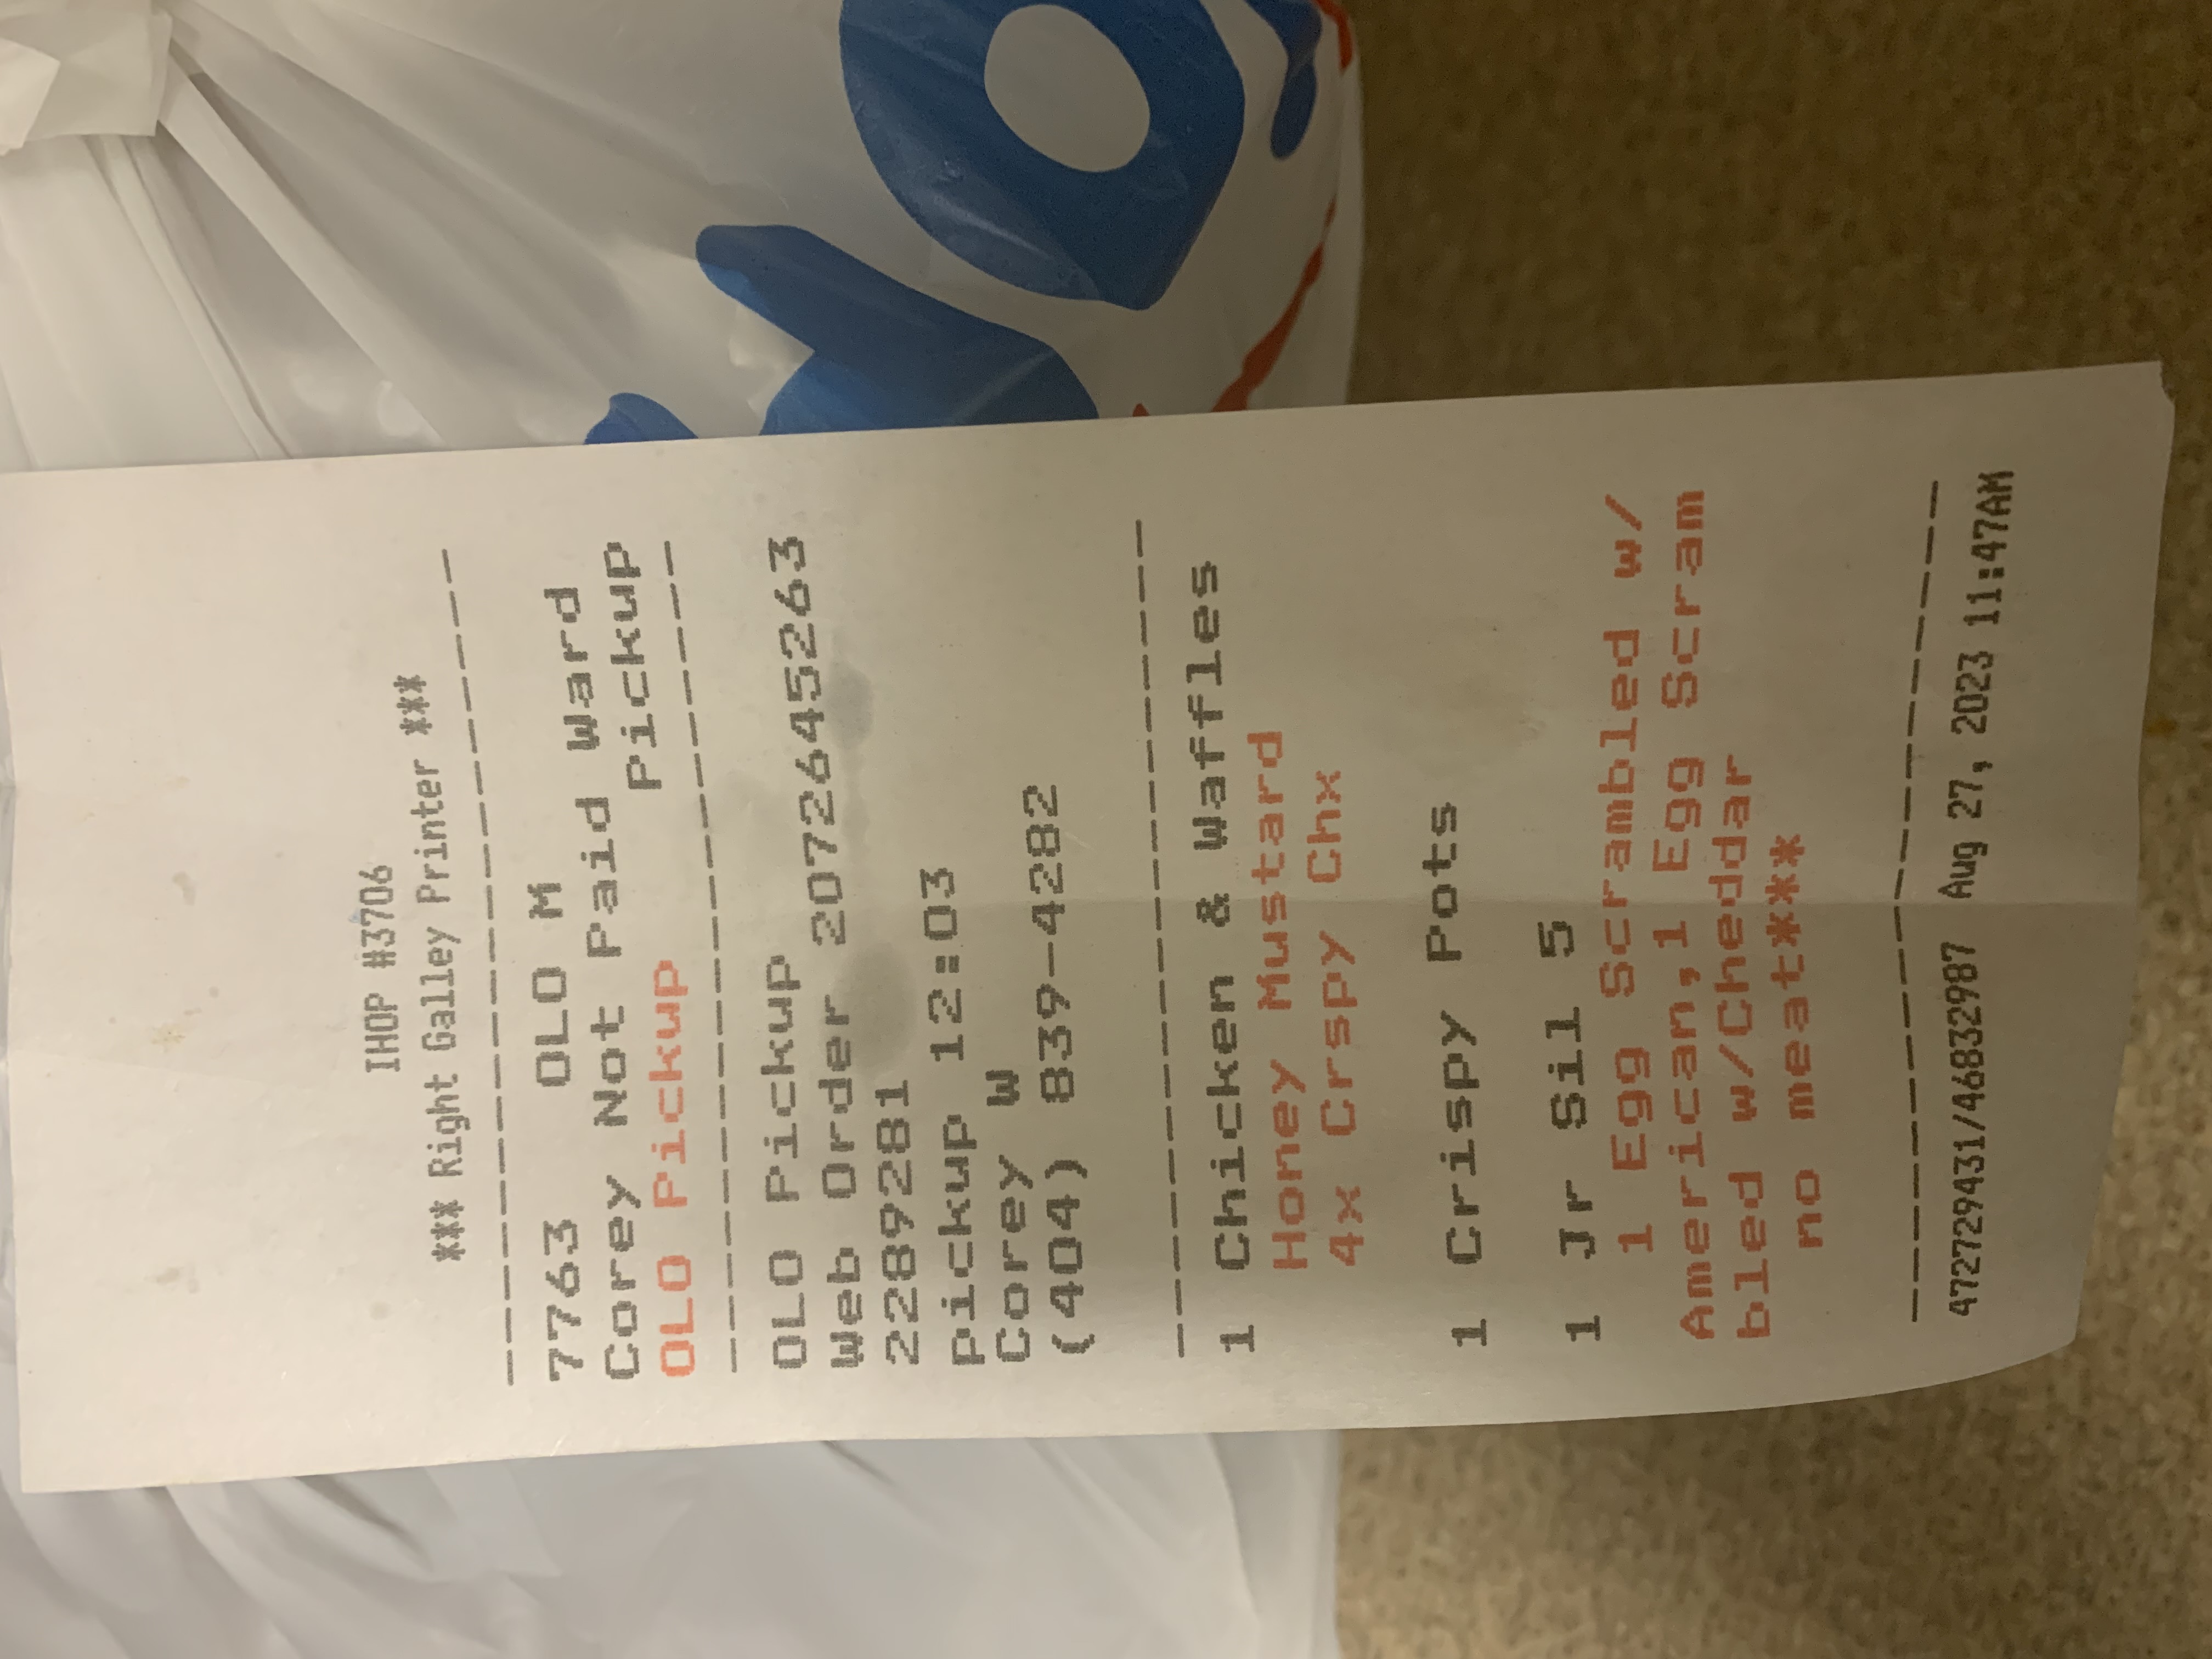 IHOP #3706
*** Right Galley Printer ***
7763 OLO M
Corey Not Paid Ward
Pickup
OLO Pickup
OLO Pickup
Web Order 2072645263
22892281
pickup 12:03
Corey W
(404) 839-4282
1 Chicken & Waffles
Honey Mustard
4x Crspy Chx
1 Crispy Pots
1 Jr Sil 5
1 Egg Scrambled w/
American,1 Egg Scram
bled w/Cheddar
no meat***
472729431/46832987 Aug 27, 2023 11:47AM